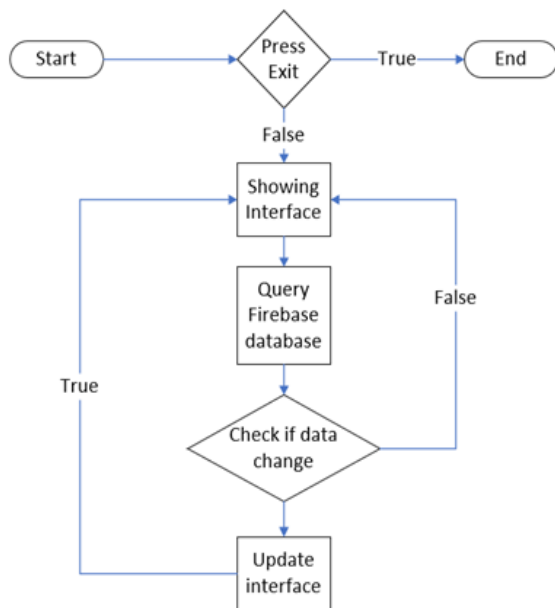 Start
Press
Exit
True
End
False
Showing
Interface
Query
Firebase
database
False
True
Check if data
change
Update
interface